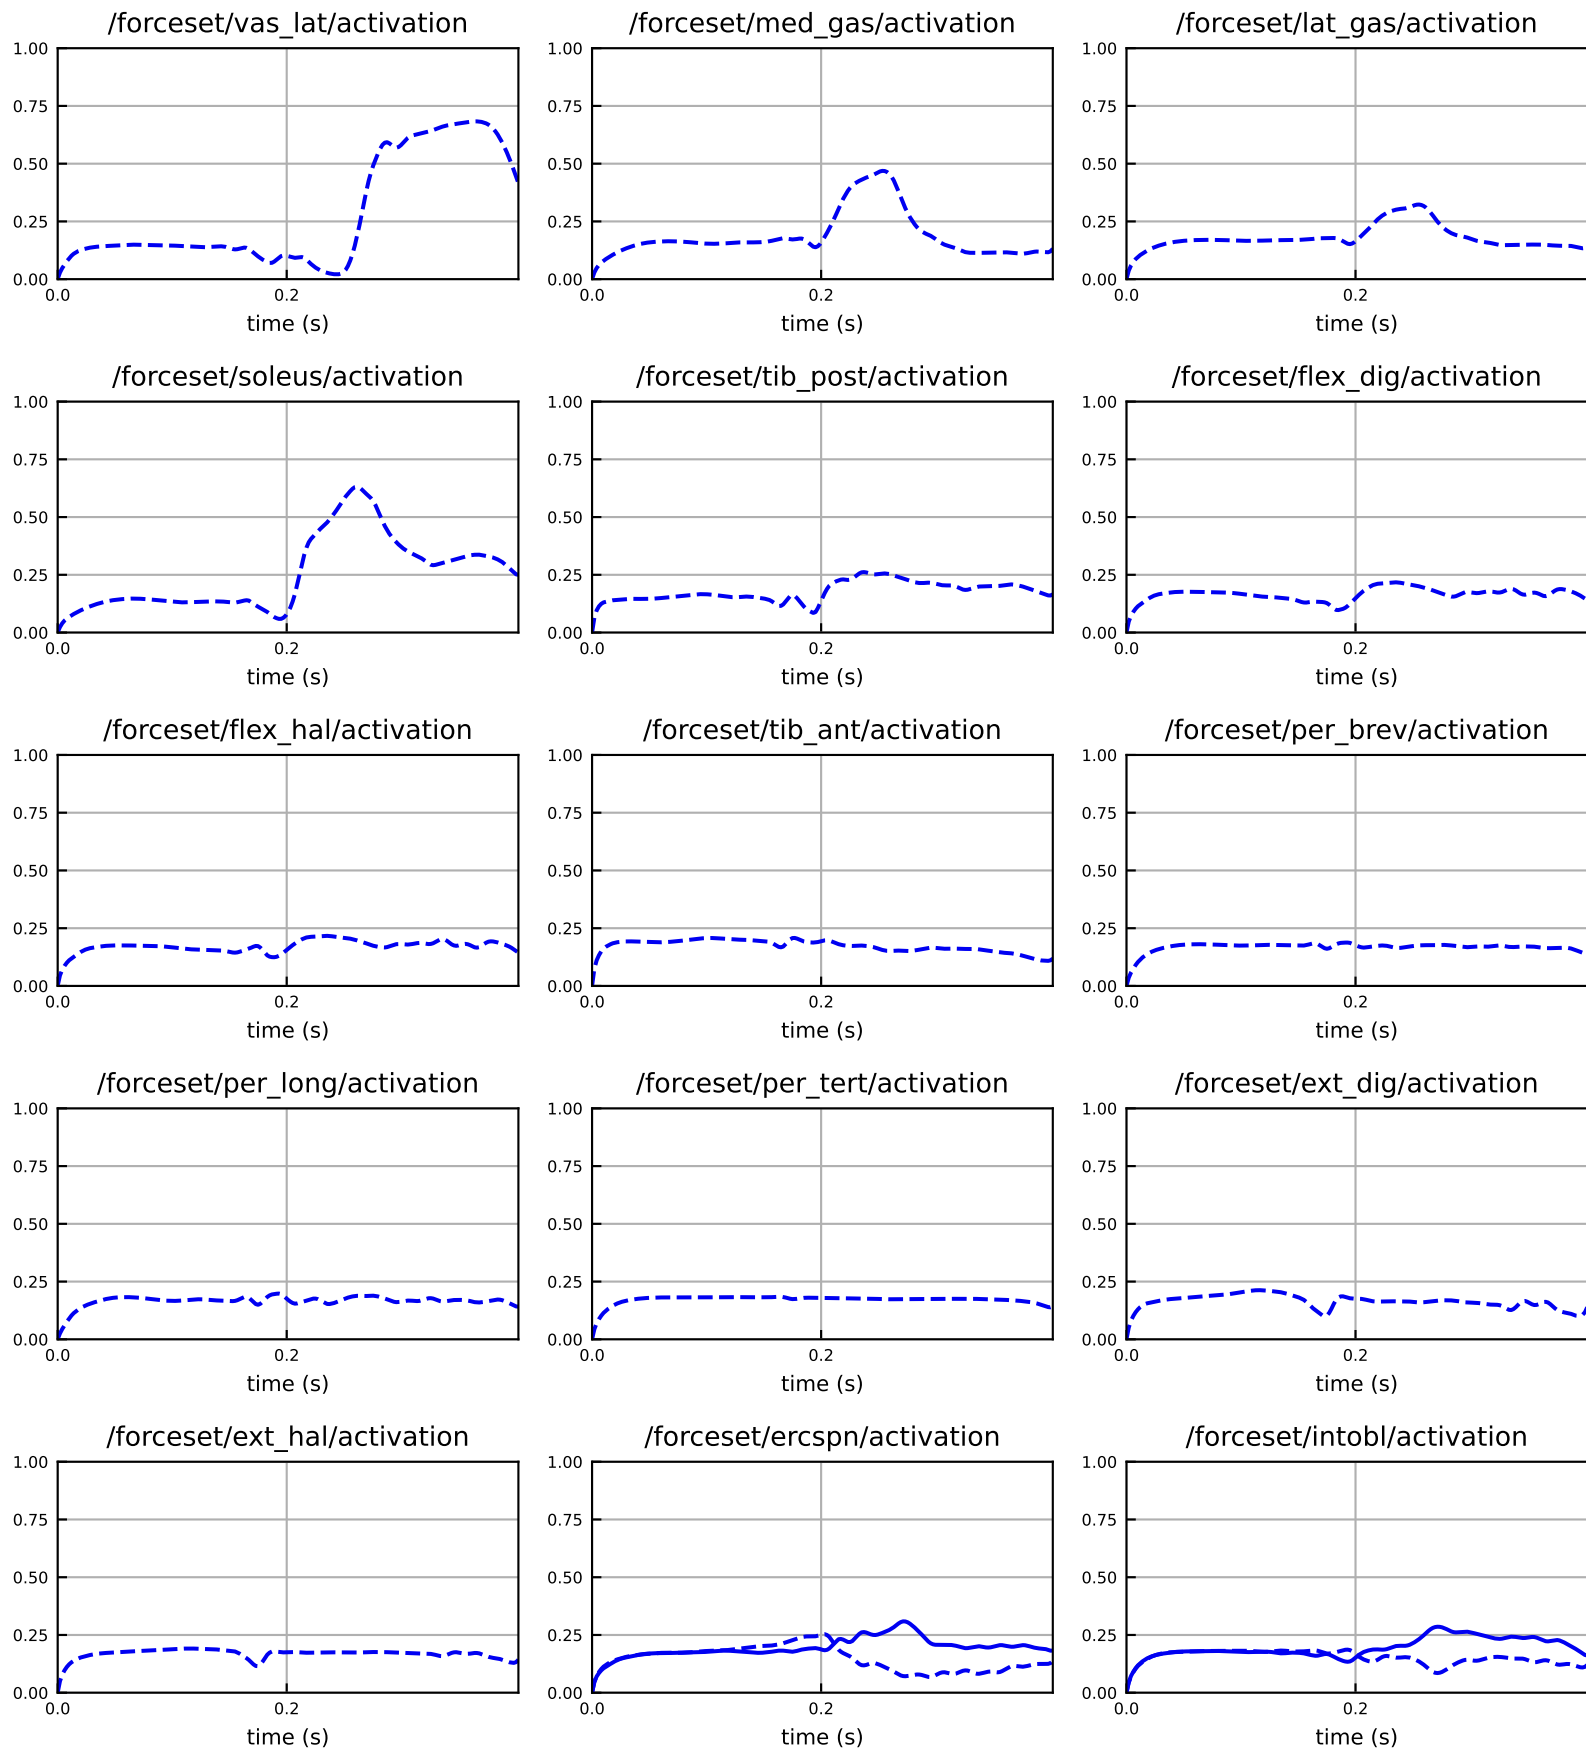 /forceset/vas_lat/activation /forceset/med_gas/activation /forceset/lat_gas/activation
1.00 1.00 1.00
0.75 0.75 0.75
0.50 0.50 0.50
0.25 0.25 0.25
0.00 0.00 0.00
0.0 0.2 0.0 0.2 0.0 0.2
time (s) time (s) time (s)
/forceset/soleus/activation /forceset/tib_post/activation /forceset/flex_dig/activation
1.00 1.00 1.00
0.75 0.75 0.75
0.50 0.50 0.50
0.25 0.25 0.25
0.00 0.00 0.00
0.0 0.2 0.0 0.2 0.0 0.2
time (s) time (s) time (s)
/forceset/flex_hal/activation /forceset/tib_ant/activation /forceset/per_brev/activation
1.00 1.00 1.00
0.75 0.75 0.75
0.50 0.50 0.50
0.25 0.25 0.25
0.00 0.00 0.00
0.0 0.2 0.0 0.2 0.0 0.2
time (s) time (s) time (s)
/forceset/per_long/activation /forceset/per_tert/activation /forceset/ext_dig/activation
1.00 1.00 1.00
0.75 0.75 0.75
0.50 0.50 0.50
0.25 0.25 0.25
0.00 0.00 0.00
0.0 0.2 0.0 0.2 0.0 0.2
time (s) time (s) time (s)
/forceset/ext_hal/activation /forceset/ercspn/activation /forceset/intobl/activation
1.00 1.00 1.00
0.75 0.75 0.75
0.50 0.50 0.50
0.25 0.25 0.25
0.00 0.00 0.00
0.0 0.2 0.0 0.2 0.0 0.2
time (s) time (s) time (s)